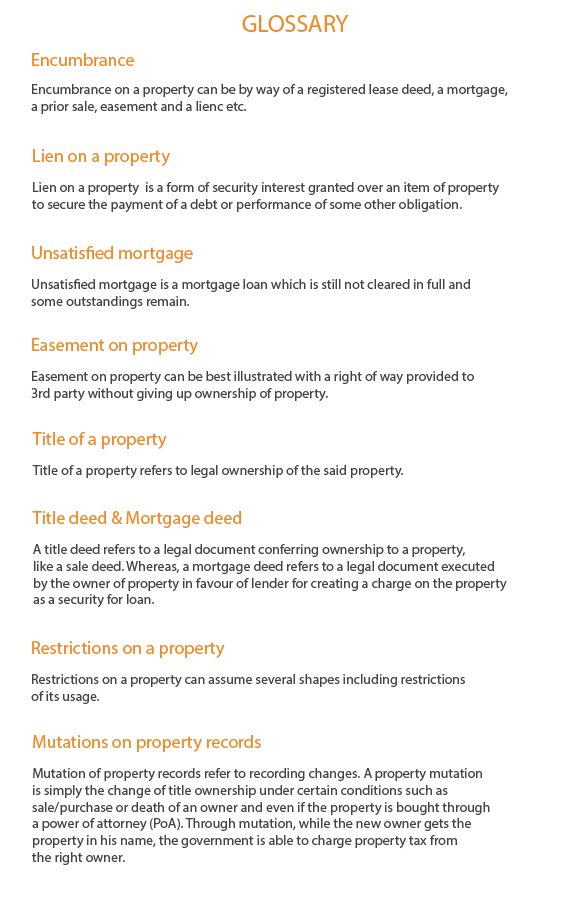 GLOSSARY
Encumbrance
Encumbrance on a property can be by way of a registered lease deed, a mortgage,
a prior sale, easement and a lienc etc.
Lien on a property
Lien on a property is a form of security interest granted over an item of property
to secure the payment of a debt or performance of some other obligation.
Unsatisfied mortgage
Unsatisfied mortgage is a mortgage loan which is still not cleared in full and
some outstandings remain.
Easement on property
Easement on property can be best illustrated with a right of way provided to
3rd party without giving up ownership of property.
Title of a property
Title of a property refers to legal ownership of the said property.
Title deed & Mortgage deed
A title deed refers to a legal document conferring ownership to a property,
like a sale deed. Whereas, a mortgage deed refers to a legal document executed
by the owner of property in favour of lender for creating a charge on the property
as a security for loan.
Restrictions on a property
Restrictions on a property can assume several shapes including restrictions
of its usage.
Mutations on property records
Mutation of property records refer to recording changes. A property mutation
is simply the change of title ownership under certain conditions such as
sale/purchase or death of an owner and even if the property is bought through
a power of attorney (PoA). Through mutation, while the new owner gets the
property in his name, the government is able to charge property tax from
the right owner.